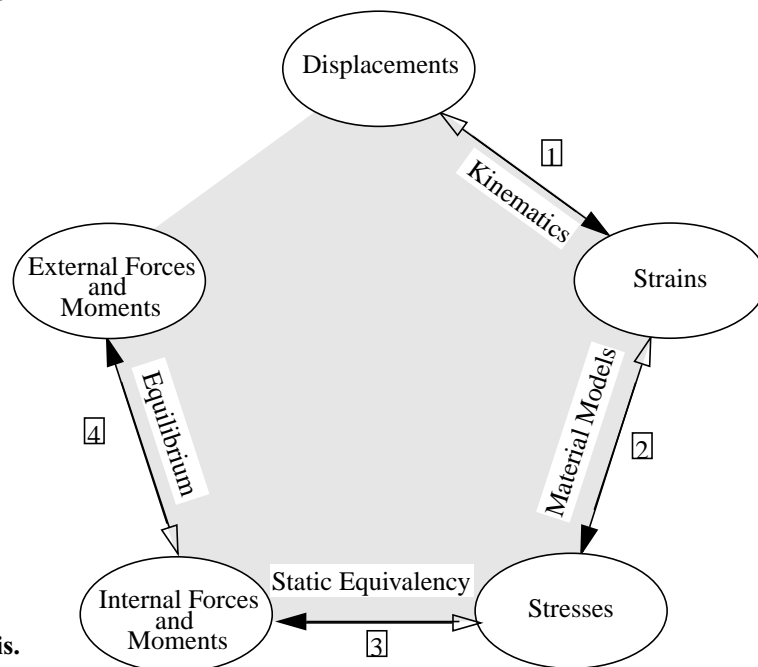 Displacements
1
Kinematics
External Forces
and
Moments
Strains
Equilibrium
Material Models
4
2
Static Equivalency
Internal Forces
and
Moments
Stresses
3
is.